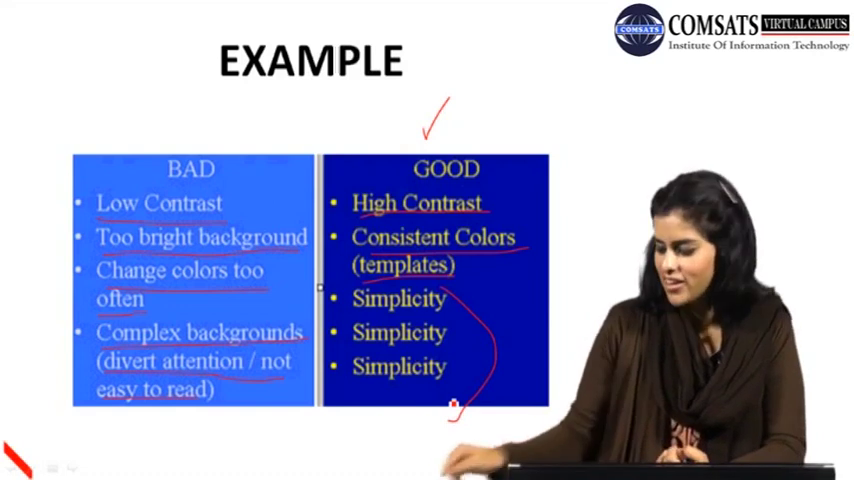 COMSATS
COMSATS VIRTUAL CAMPUS
Institute Of Information Technology
EXAMPLE
BAD
• Low Contrast
• Too bright background
• Change colors too
often
• Complex backgrounds
(divert attention / not
easy to read)
GOOD
• High Contrast
• Consistent Colors
(templates)
• Simplicity
• Simplicity
• Simplicity